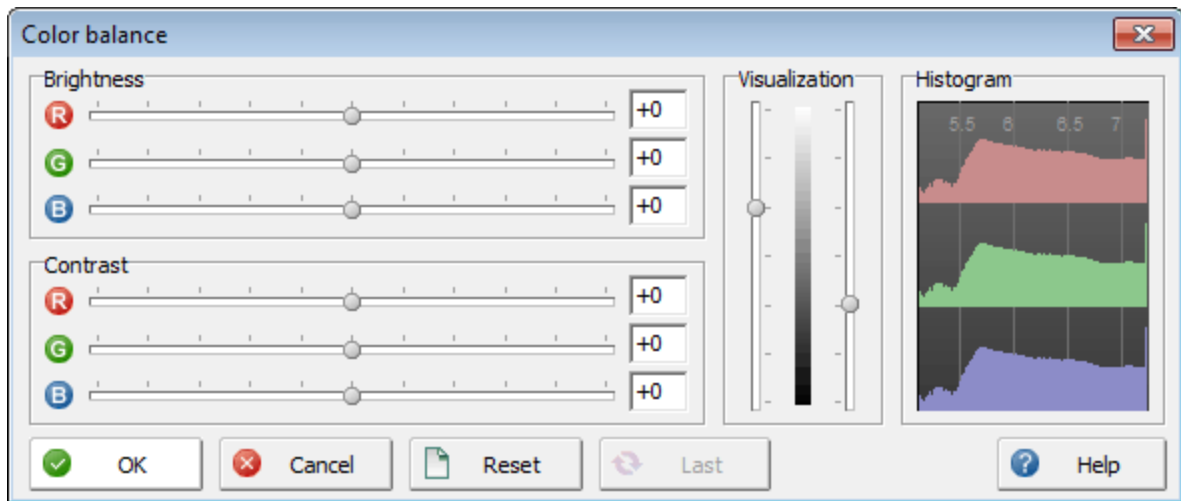 Color balance
Brightness
R +0
G +0
B +0
Contrast
R +0
G +0
B +0
Visualization
Histogram
5.5 6 6.5 7
OK Cancel Reset Last Help